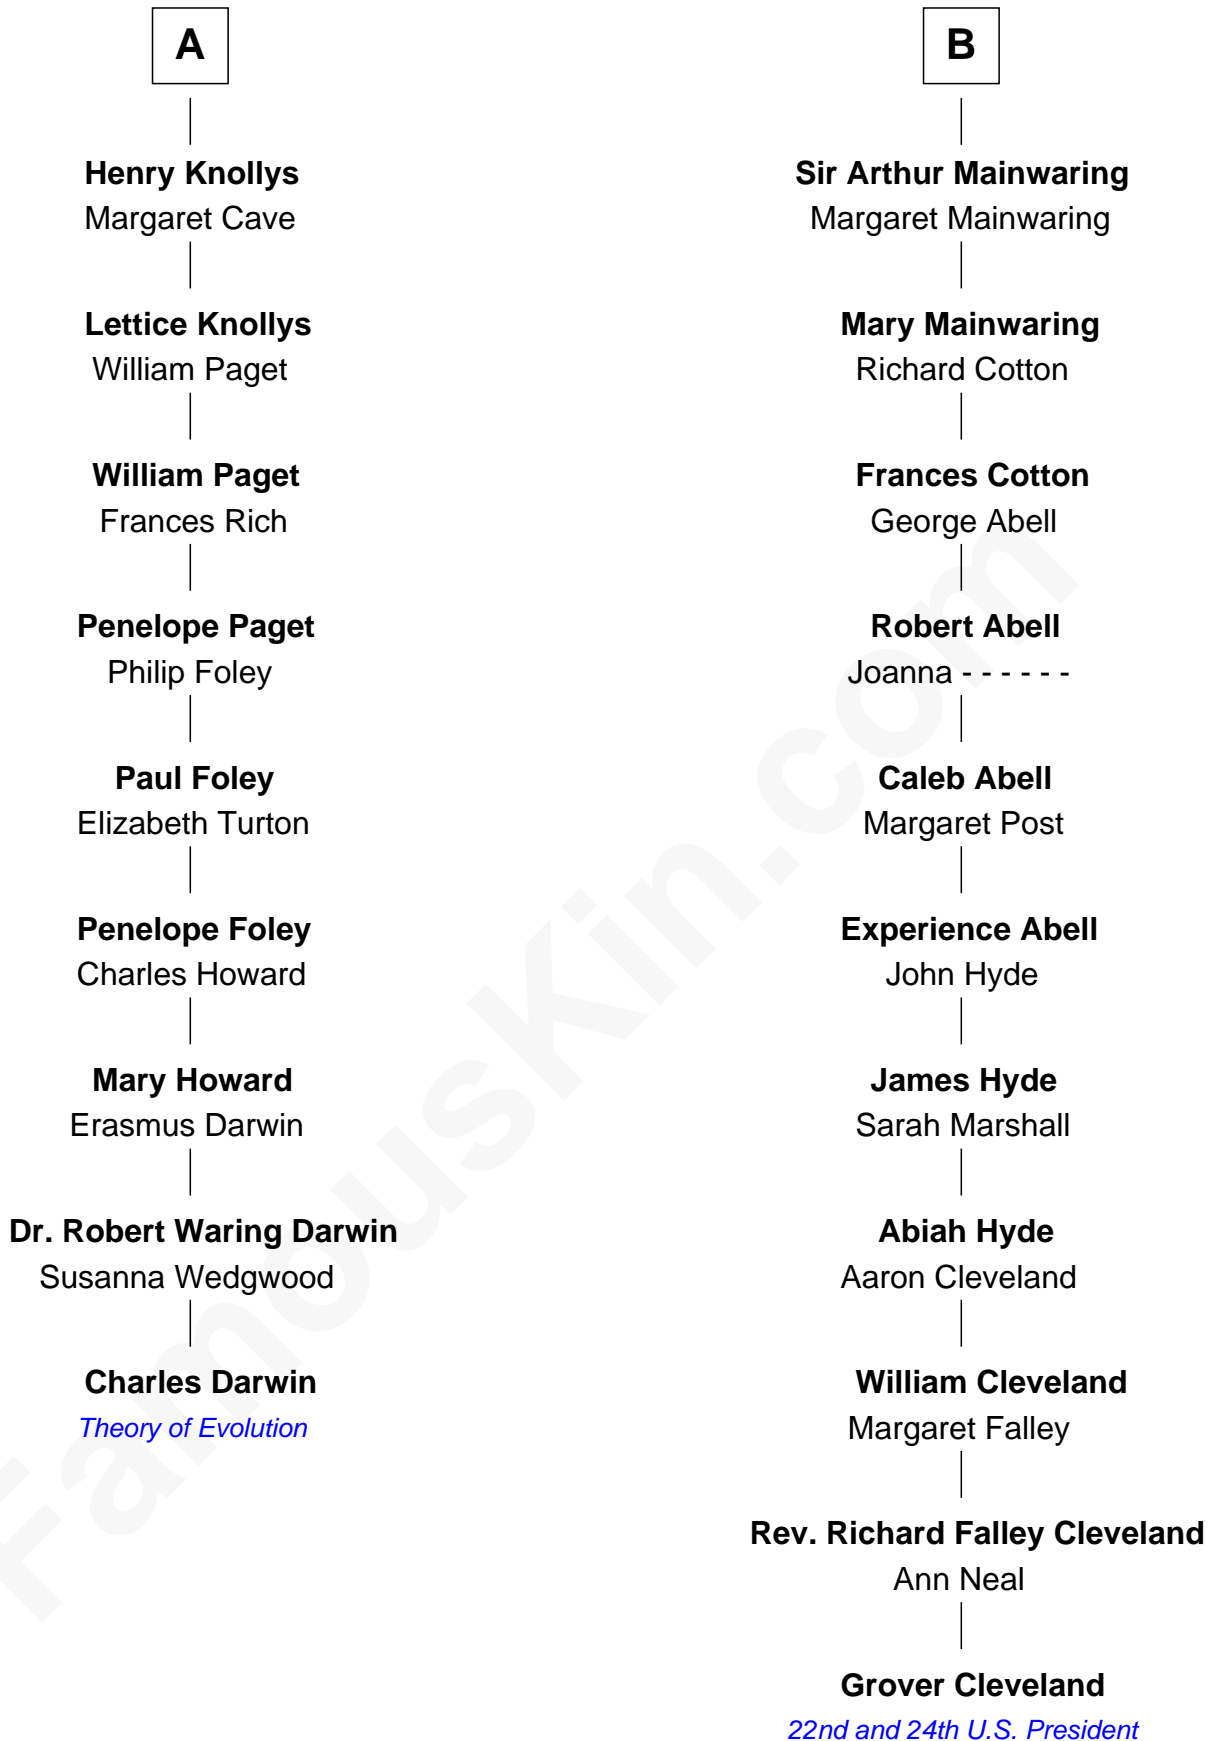 A
Henry Knollys
Margaret Cave
Lettice Knollys
William Paget
William Paget
Frances Rich
Penelope Paget
Philip Foley
Paul Foley
Elizabeth Turton
Penelope Foley
Charles Howard
Mary Howard
Erasmus Darwin
Dr. Robert Waring Darwin
Susanna Wedgwood
Charles Darwin
Theory of Evolution
B
Sir Arthur Mainwaring
Margaret Mainwaring
Mary Mainwaring
Richard Cotton
Frances Cotton
George Abell
Robert Abell
Joanna - - - - - -
Caleb Abell
Margaret Post
Experience Abell
John Hyde
James Hyde
Sarah Marshall
Abiah Hyde
Aaron Cleveland
William Cleveland
Margaret Falley
Rev. Richard Falley Cleveland
Ann Neal
Grover Cleveland
22nd and 24th U.S. President
FamousKin.com